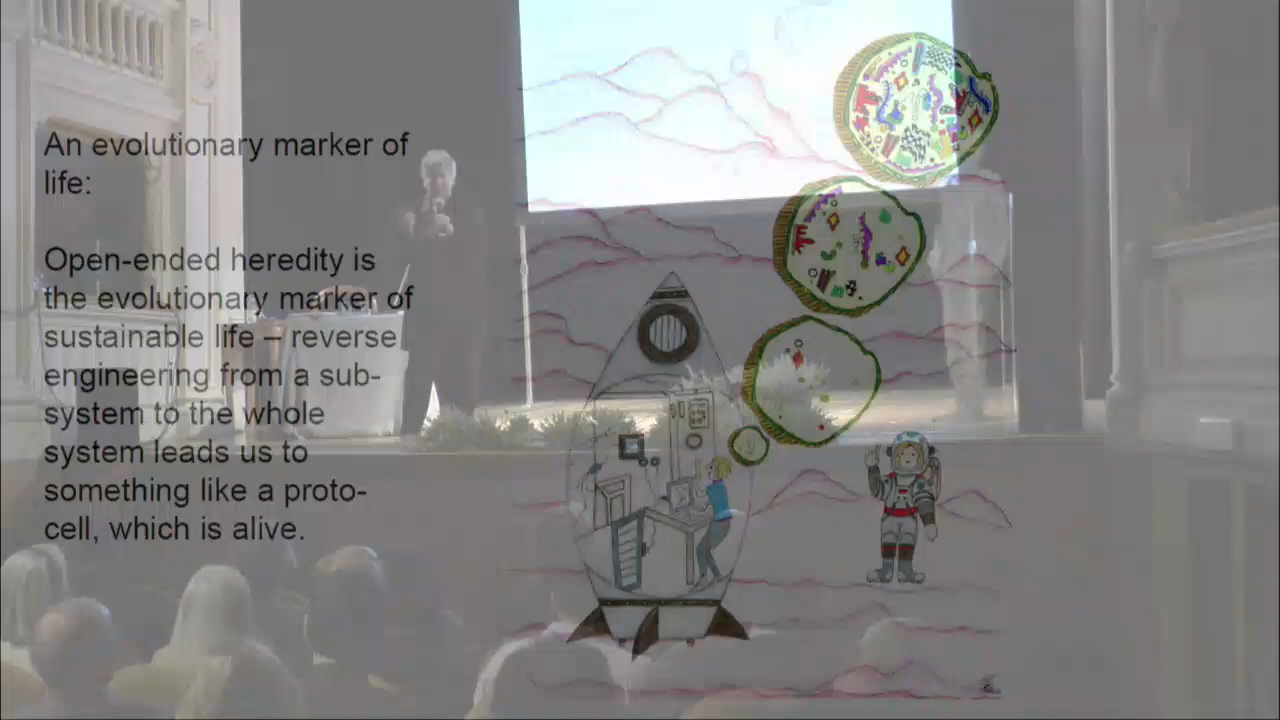 An evolutionary marker of
life:
Open-ended heredity is
the evolutionary marker of
sustainable life – reverse
engineering from a sub-
system to the whole
system leads us to
something like a proto-
cell, which is alive.